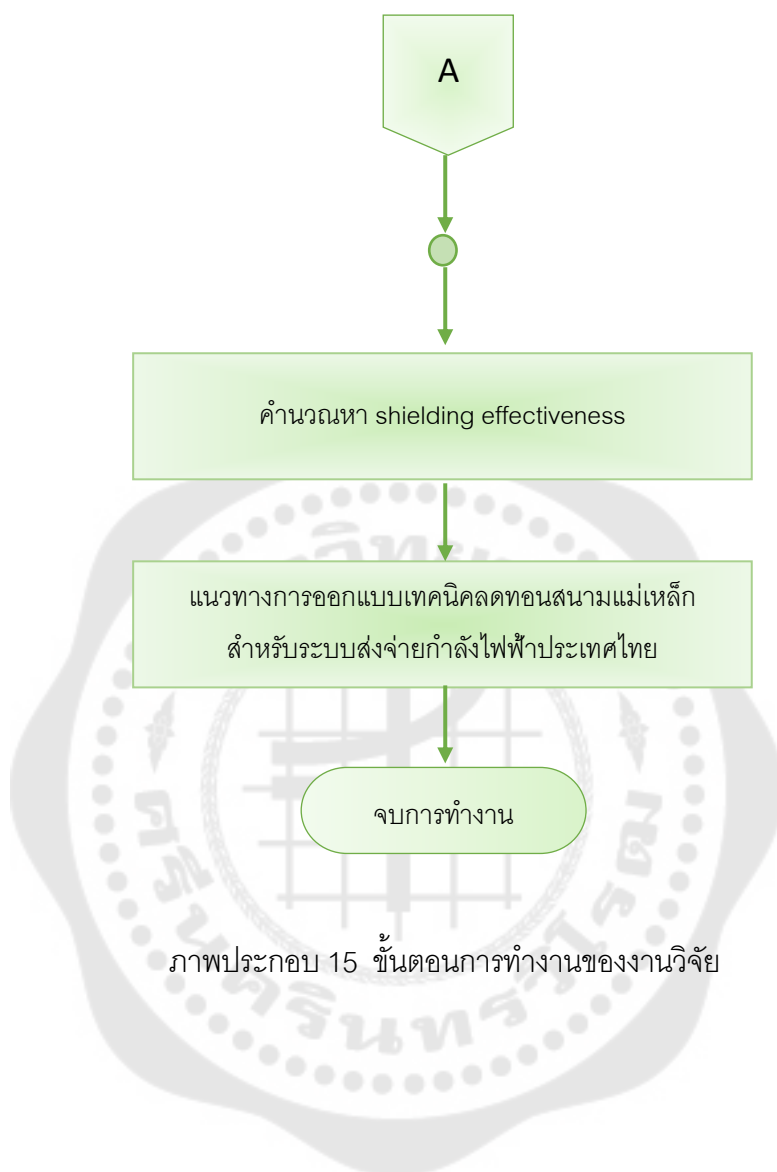 A
คำนวณหา shielding effectiveness
แนวทางการออกแบบเทคนิคลดทอนสนามแม่เหล็ก
สำหรับระบบส่งจ่ายกำลังไฟฟ้าประเทศไทย
จบการทำงาน
ภาพประกอบ 15 ขั้นตอนการทำงานของงานวิจัย